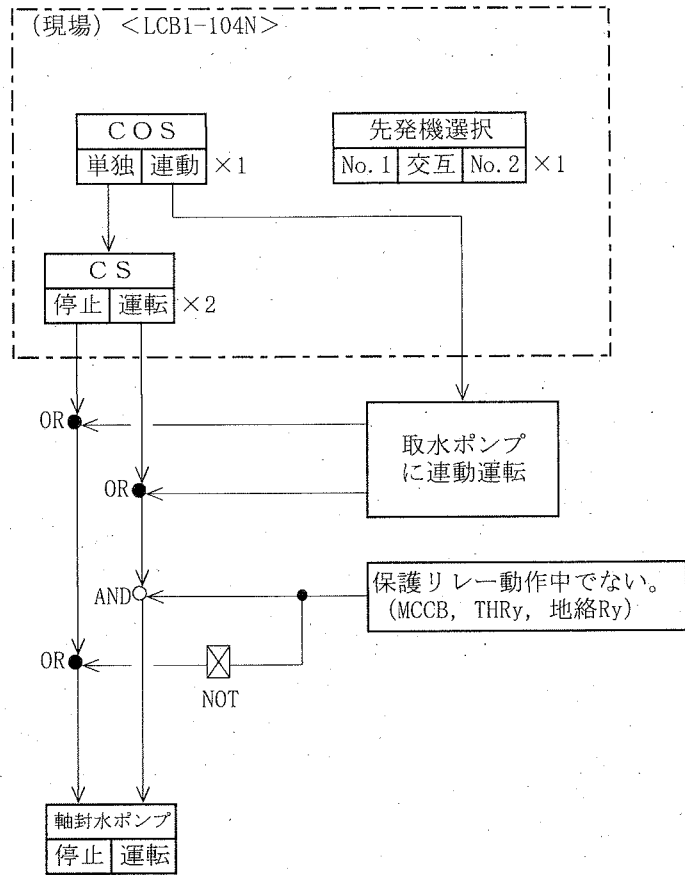 (現場) <LCB1-104N>
COS
単独 連動 ×1
先発機選択
No.1 交互 No.2 ×1
CS
停止 運転 ×2
OR
取水ポンプ
に連動運転
OR
AND
保護リレー動作中でない。
(MCCB, THRy, 地絡Ry)
OR
NOT
軸封水ポンプ
停止 運転